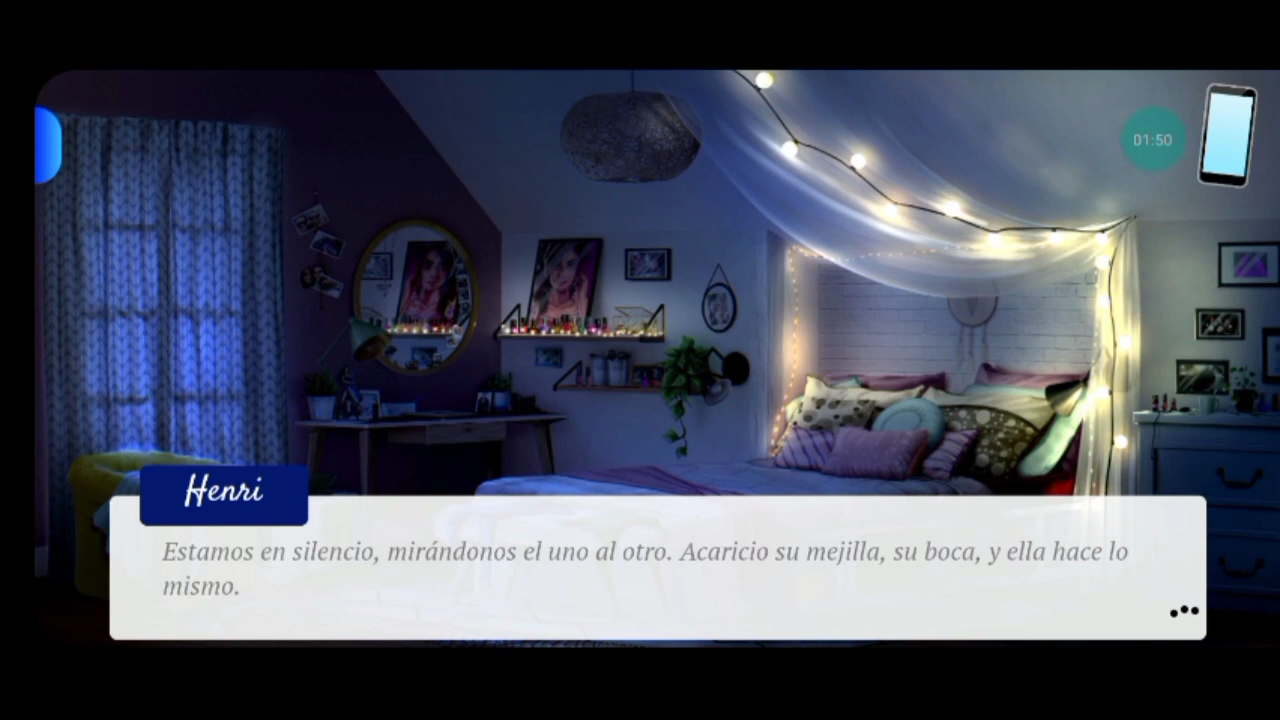 01:50
Henri
Estamos en silencio, mirándonos el uno al otro. Acaricio su mejilla, su boca, y ella hace lo
mismo.